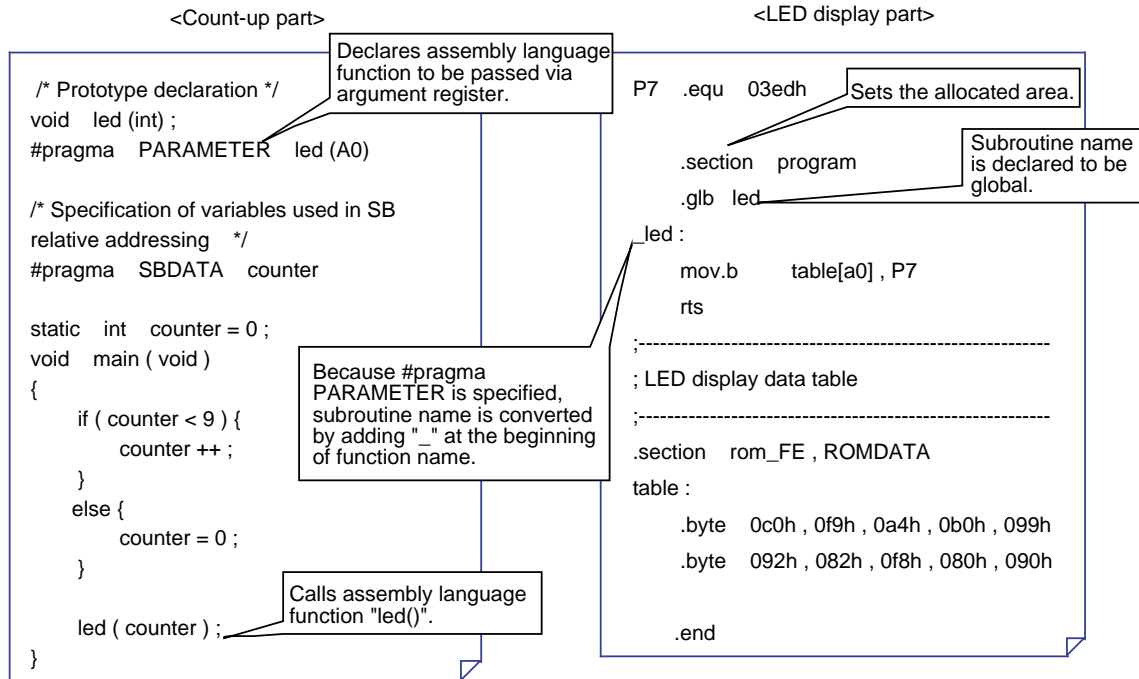 <Count-up part>
Declares assembly language
function to be passed via
argument register.
/* Prototype declaration */
void led (int) ;
#pragma PARAMETER led (A0)
/* Specification of variables used in SB
relative addressing */
#pragma SBDATA counter
static int counter = 0 ;
void main ( void )
{
if ( counter < 9 ) {
counter ++ ;
}
else {
counter = 0 ;
}
Calls assembly language
function "led()".
led ( counter ) ;
}
Because #pragma
PARAMETER is specified,
subroutine name is converted
by adding "_" at the beginning
of function name.
<LED display part>
P7 .equ 03edh
Sets the allocated area.
Subroutine name
is declared to be
global.
.section program
.glb led
_led :
mov.b table[a0] , P7
rts
;-----------------------------------------------------------
; LED display data table
;-----------------------------------------------------------
.section rom_FE , ROMDATA
table :
.byte 0c0h , 0f9h , 0a4h , 0b0h , 099h
.byte 092h , 082h , 0f8h , 080h , 090h
.end